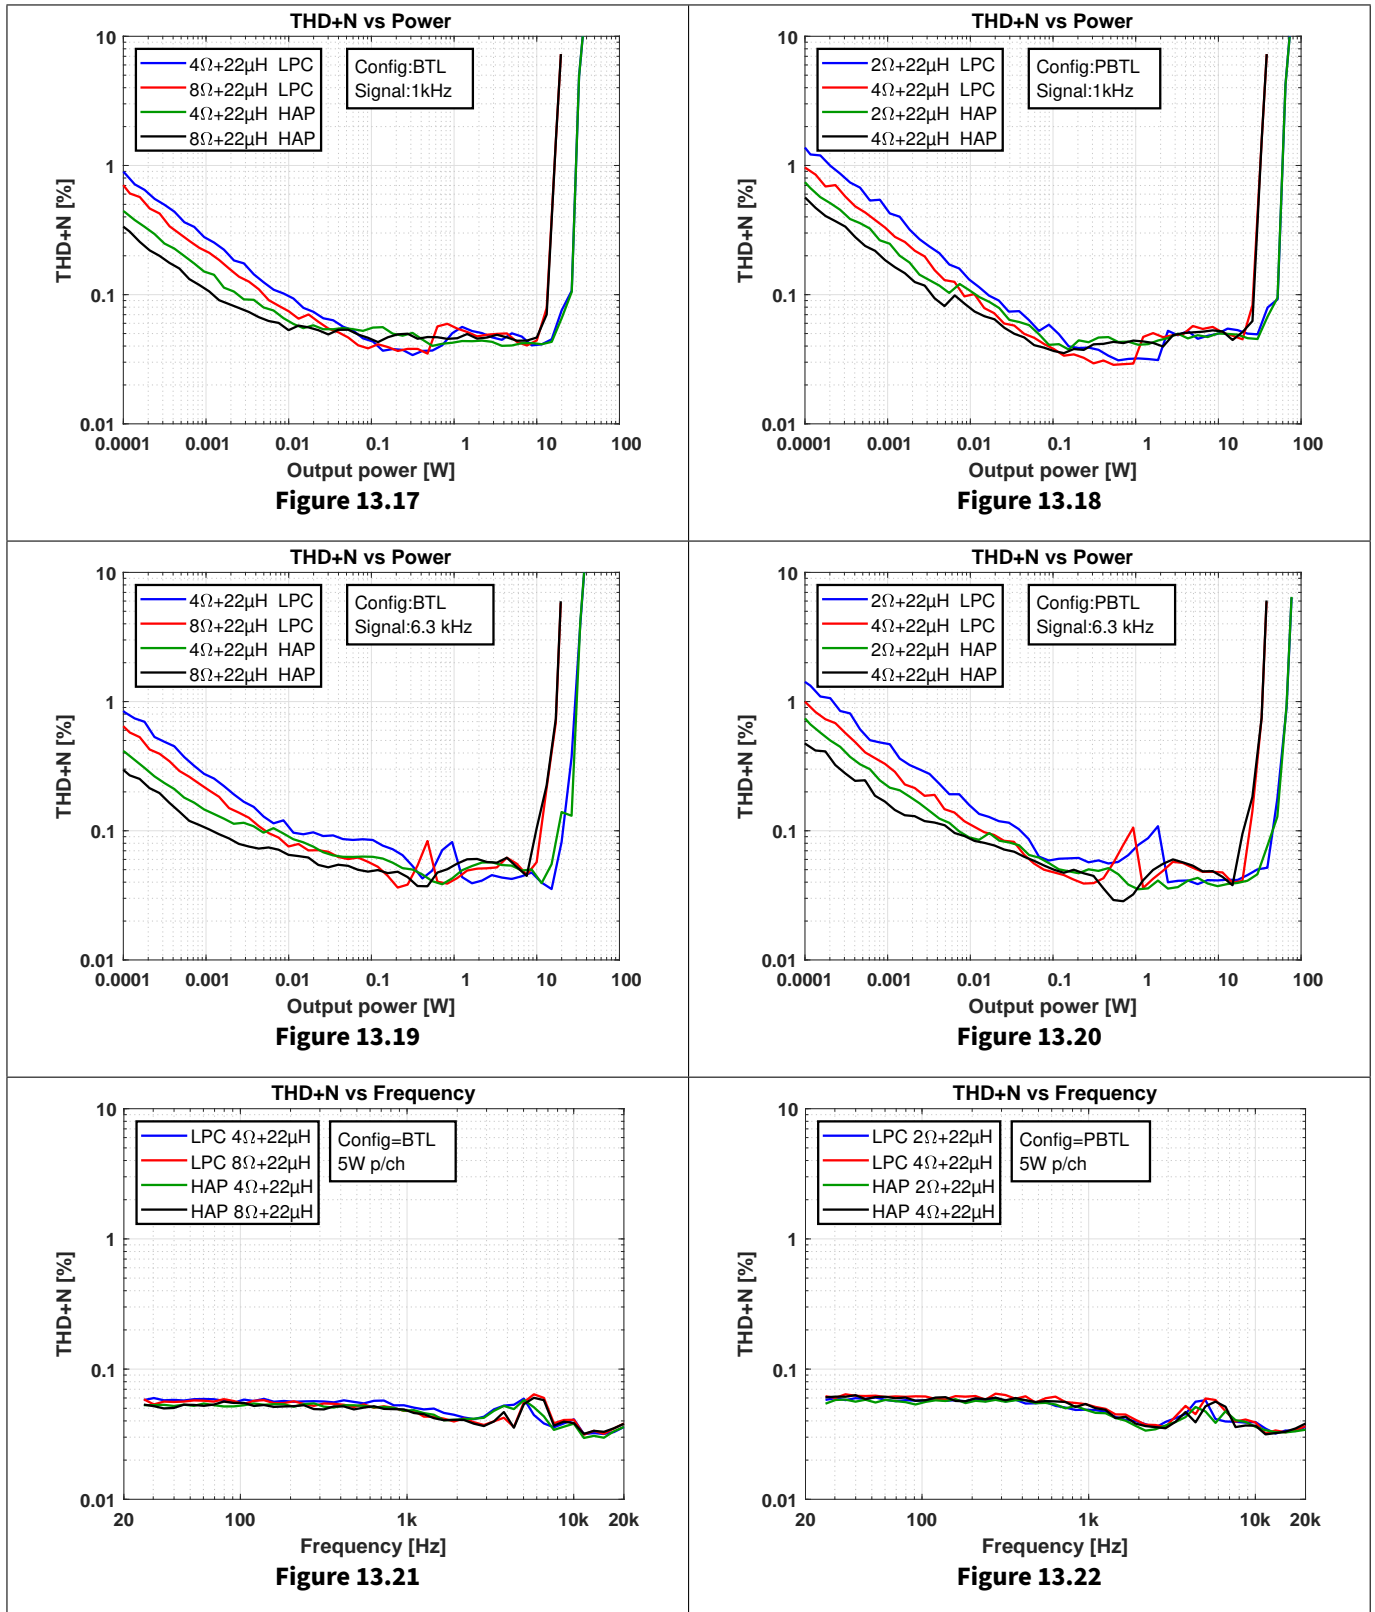 THD+N vs Power
10
1
0.1
0.01
THD+N [%]
4Ω+22μH LPC
8Ω+22μH LPC
4Ω+22μH HAP
8Ω+22μH HAP
Config:BTL
Signal:1kHz
0.0001 0.001 0.01 0.1 1 10 100
Output power [W]
Figure 13.17
THD+N vs Power
10
1
0.1
0.01
THD+N [%]
2Ω+22μH LPC
4Ω+22μH LPC
2Ω+22μH HAP
4Ω+22μH HAP
Config:PBTL
Signal:1kHz
0.0001 0.001 0.01 0.1 1 10 100
Output power [W]
Figure 13.18
THD+N vs Power
10
1
0.1
0.01
THD+N [%]
4Ω+22μH LPC
8Ω+22μH LPC
4Ω+22μH HAP
8Ω+22μH HAP
Config:BTL
Signal:6.3 kHz
0.0001 0.001 0.01 0.1 1 10 100
Output power [W]
Figure 13.19
THD+N vs Power
10
1
0.1
0.01
THD+N [%]
2Ω+22μH LPC
4Ω+22μH LPC
2Ω+22μH HAP
4Ω+22μH HAP
Config:PBTL
Signal:6.3 kHz
0.0001 0.001 0.01 0.1 1 10 100
Output power [W]
Figure 13.20
THD+N vs Frequency
10
1
0.1
0.01
THD+N [%]
LPC 4Ω+22μH
LPC 8Ω+22μH
HAP 4Ω+22μH
HAP 8Ω+22μH
Config=BTL
5W p/ch
20 100 1k 10k 20k
Frequency [Hz]
Figure 13.21
THD+N vs Frequency
10
1
0.1
0.01
THD+N [%]
LPC 2Ω+22μH
LPC 4Ω+22μH
HAP 2Ω+22μH
HAP 4Ω+22μH
Config=PBTL
5W p/ch
20 100 1k 10k 20k
Frequency [Hz]
Figure 13.22